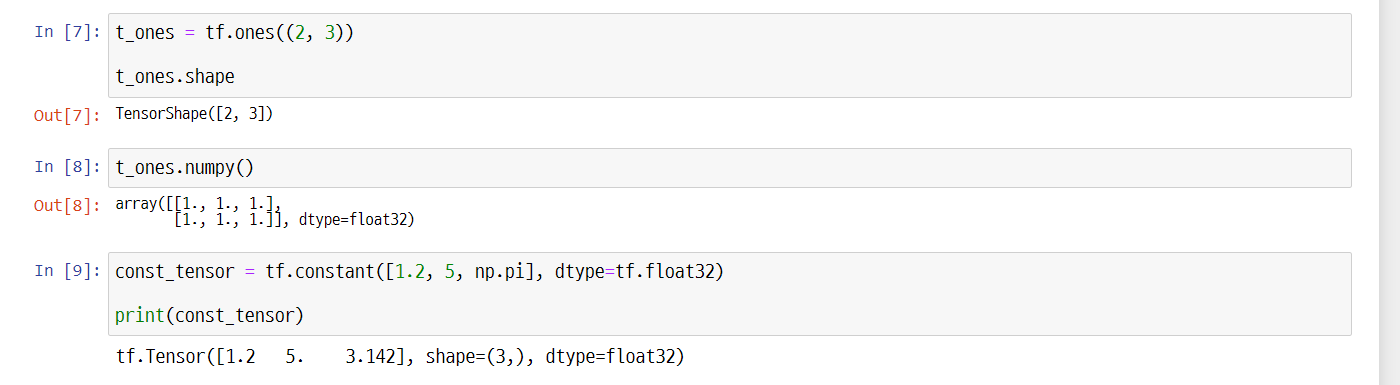 In [7]: t_ones = tf.ones((2, 3))
t_ones.shape
Out[7]: TensorShape([2, 3])
In [8]: t_ones.numpy()
Out[8]: array([[1., 1., 1.],
[1., 1., 1.]], dtype=float32)
In [9]: const_tensor = tf.constant([1.2, 5, np.pi], dtype=tf.float32)
print(const_tensor)
tf.Tensor([1.2   5.    3.142], shape=(3,), dtype=float32)